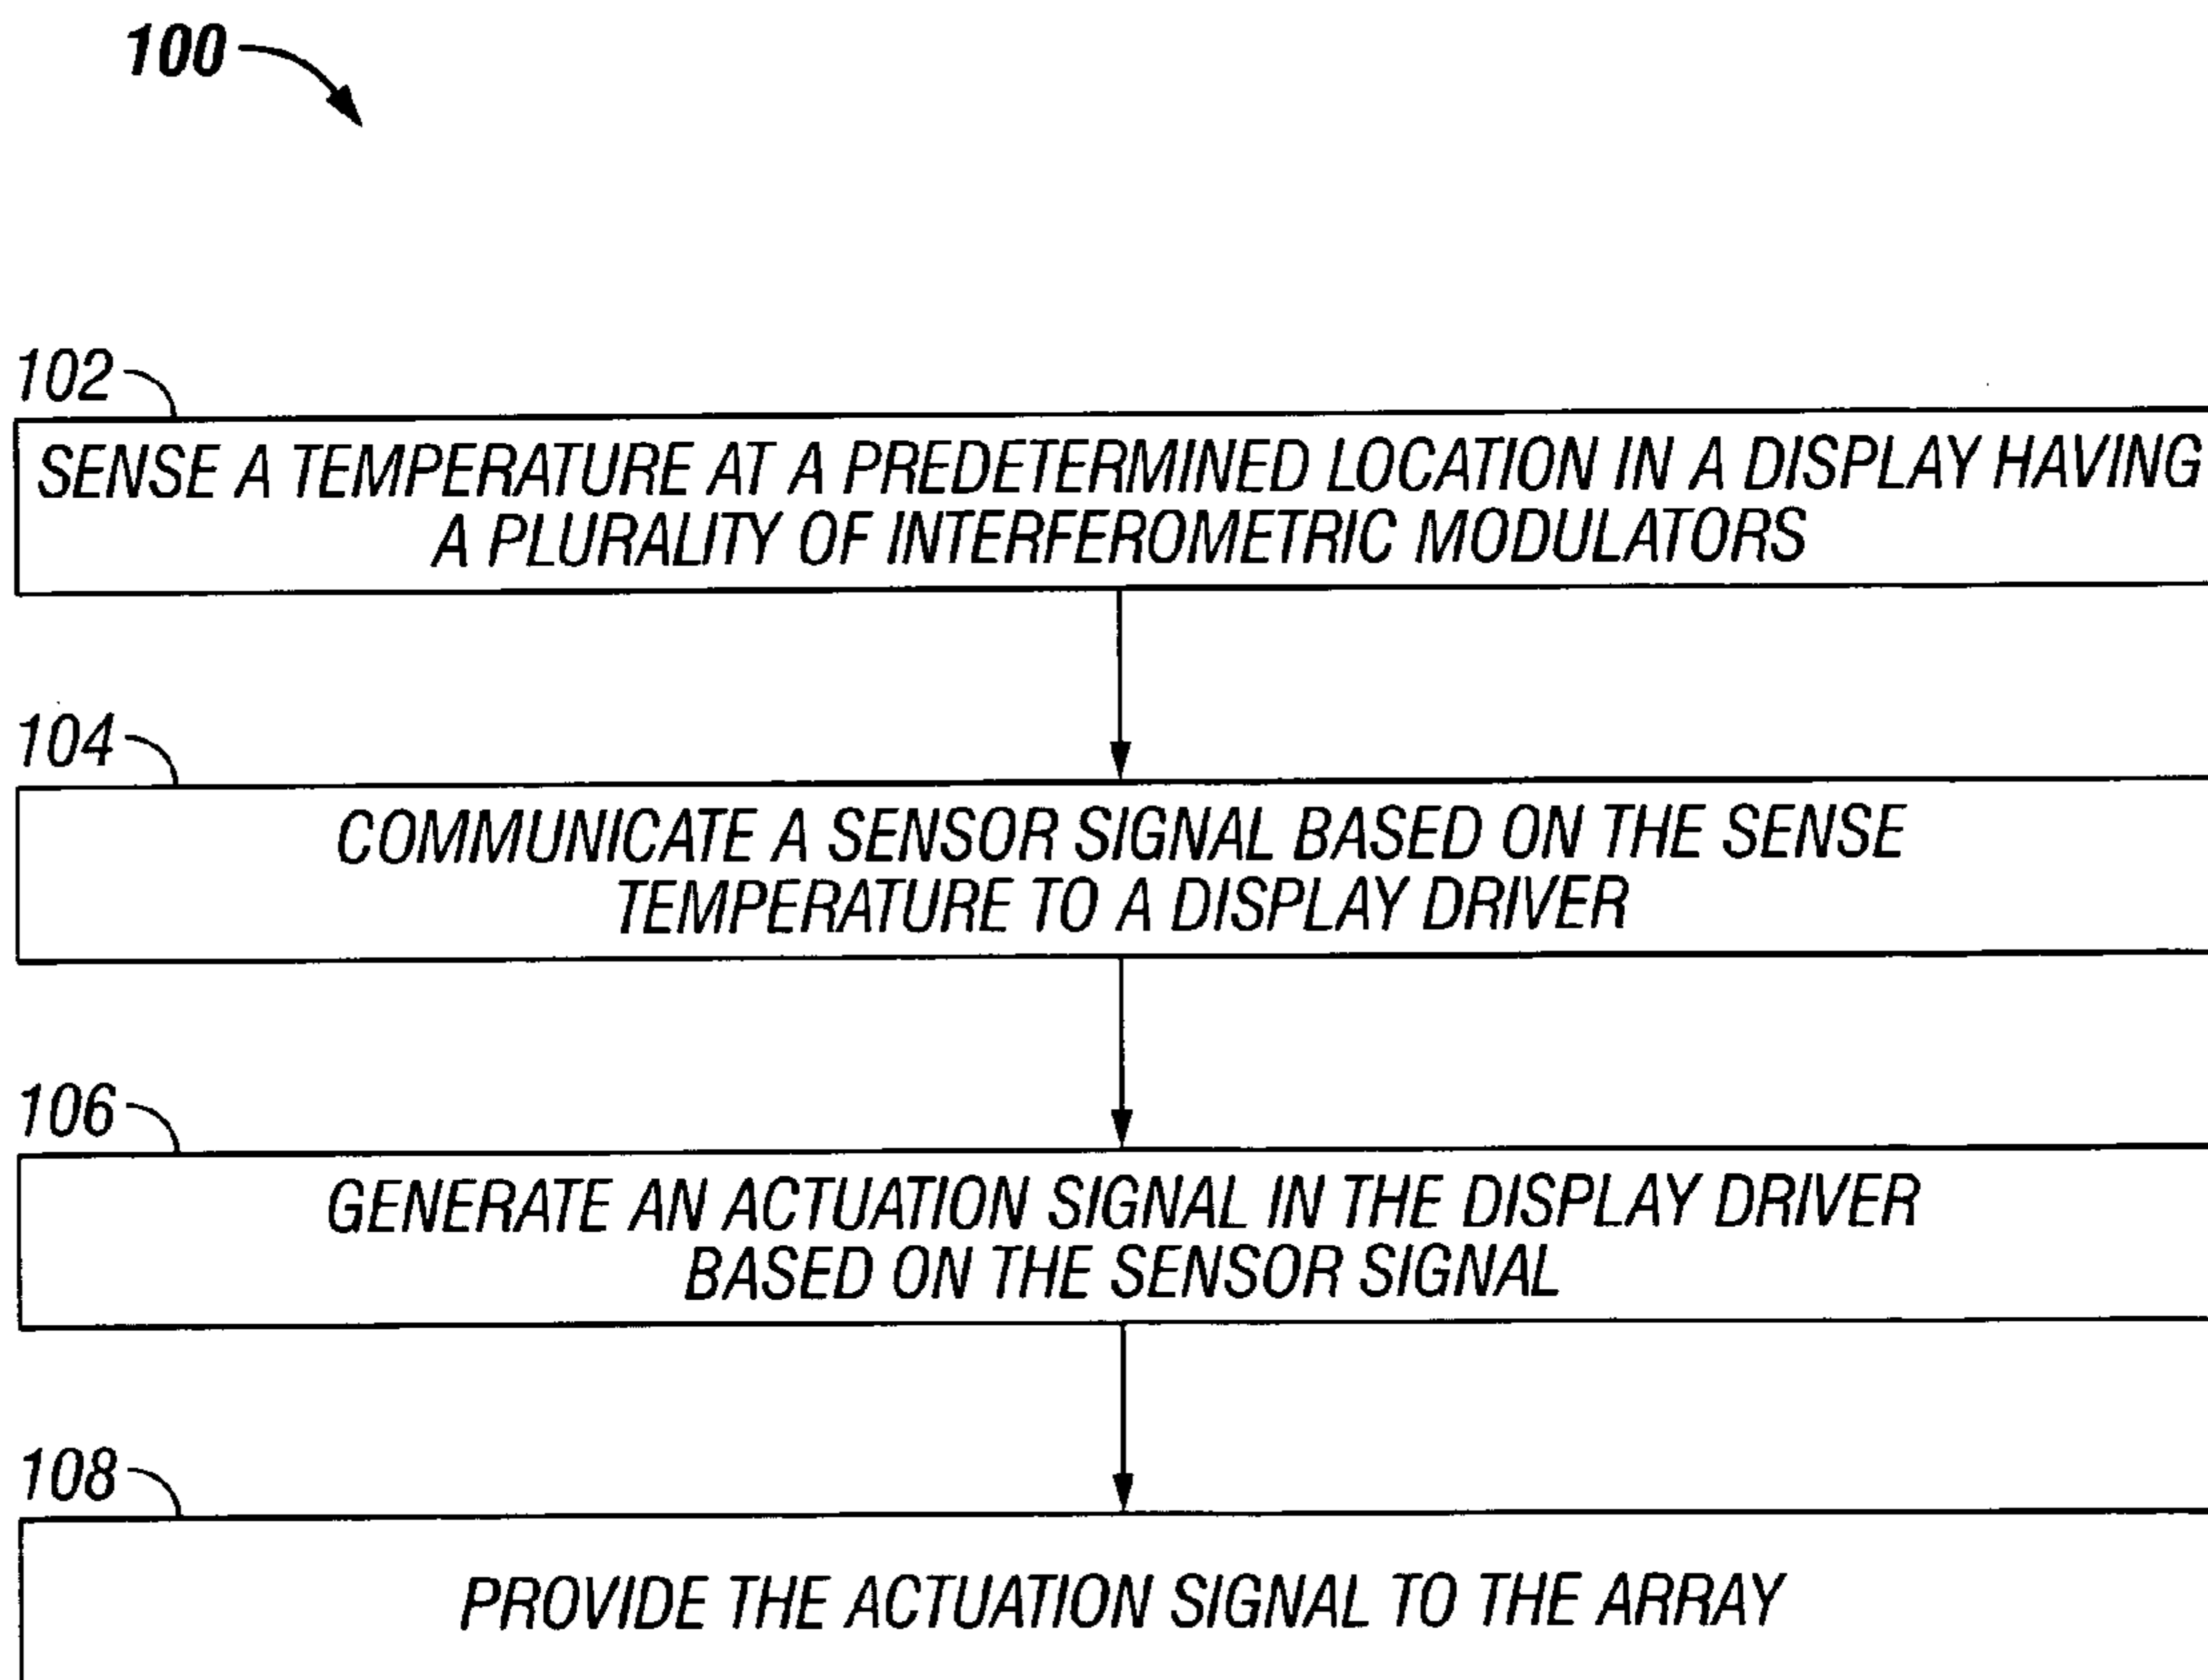 100
102
SENSE A TEMPERATURE AT A PREDETERMINED LOCATION IN A DISPLAY HAVING
A PLURALITY OF INTERFEROMETRIC MODULATORS
104
COMMUNICATE A SENSOR SIGNAL BASED ON THE SENSE
TEMPERATURE TO A DISPLAY DRIVER
106
GENERATE AN ACTUATION SIGNAL IN THE DISPLAY DRIVER
BASED ON THE SENSOR SIGNAL
108
PROVIDE THE ACTUATION SIGNAL TO THE ARRAY